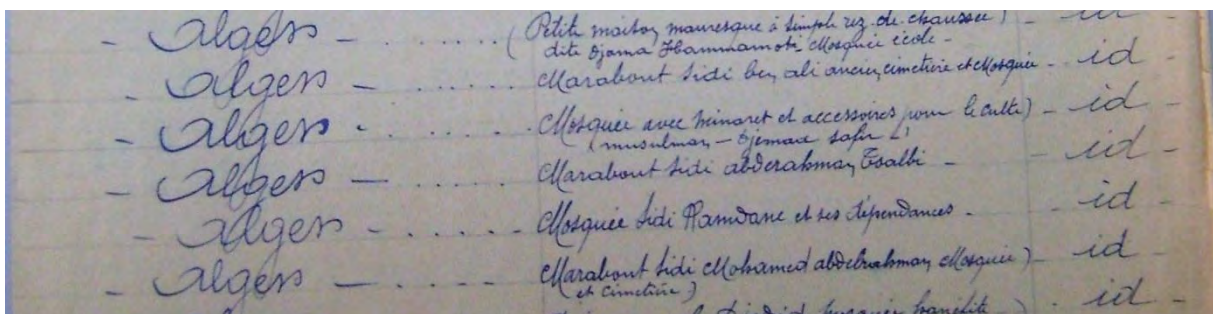 - Alger - ...... (Petite maison mauresque à simple rez-de-chaussée) - id -
dite Djama Hammamoti - Mosquée école -
- Alger - ...... Marabout Sidi ben ali ancien cimetière et Mosquée - id -
- Alger - ...... Mosquée avec minaret et accessoires pour le culte) - id -
(musulman - Djemaa safir
- Alger - ...... Marabout Sidi abderahman Tsalbi - - id -
- Alger - ...... Mosquée Sidi Ramdane et ses dépendances - - id -
- Alger - ...... Marabout Sidi Mohamed abdelrahman Mosquée) - id -
et cimetière)
hanéfite) - id -